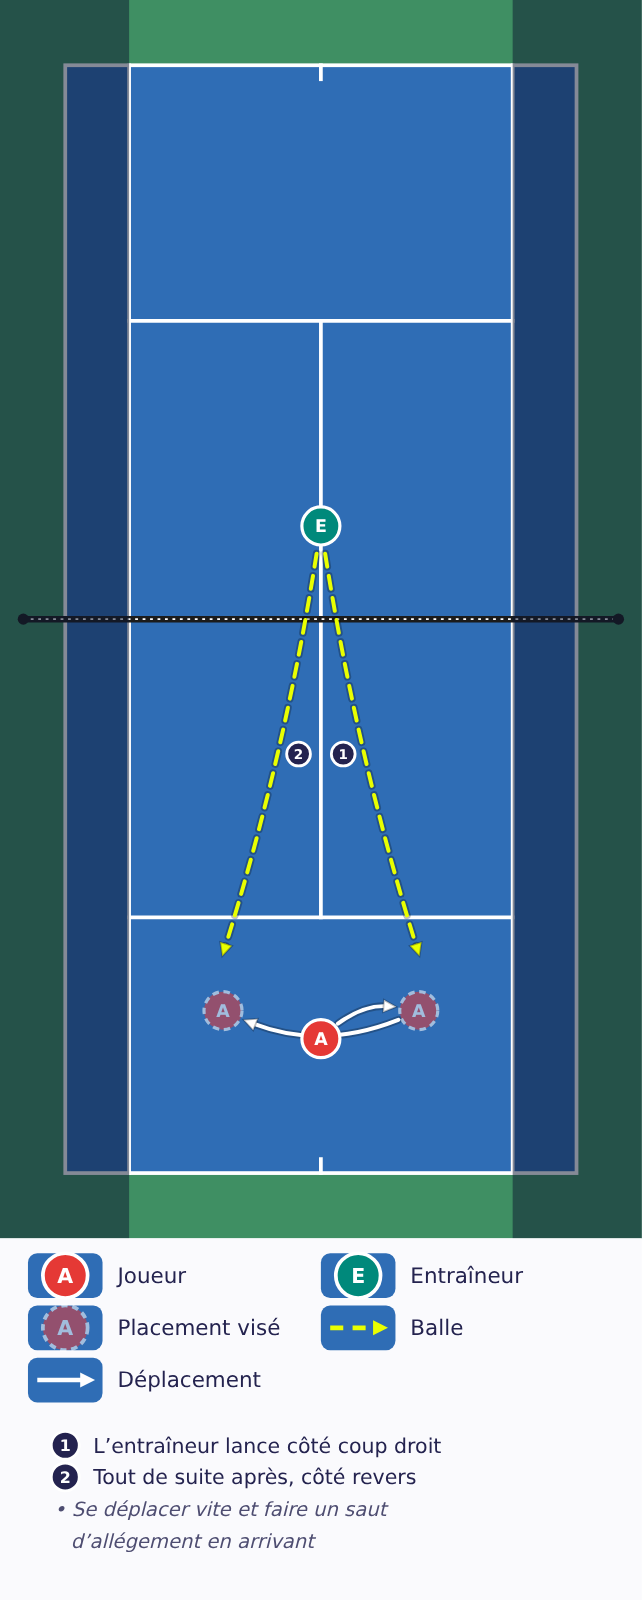 E
2 1
A A
A
A Joueur E Entraîneur
A Placement visé Balle
Déplacement
1 L’entraîneur lance côté coup droit
2 Tout de suite après, côté revers
• Se déplacer vite et faire un saut
d’allégement en arrivant